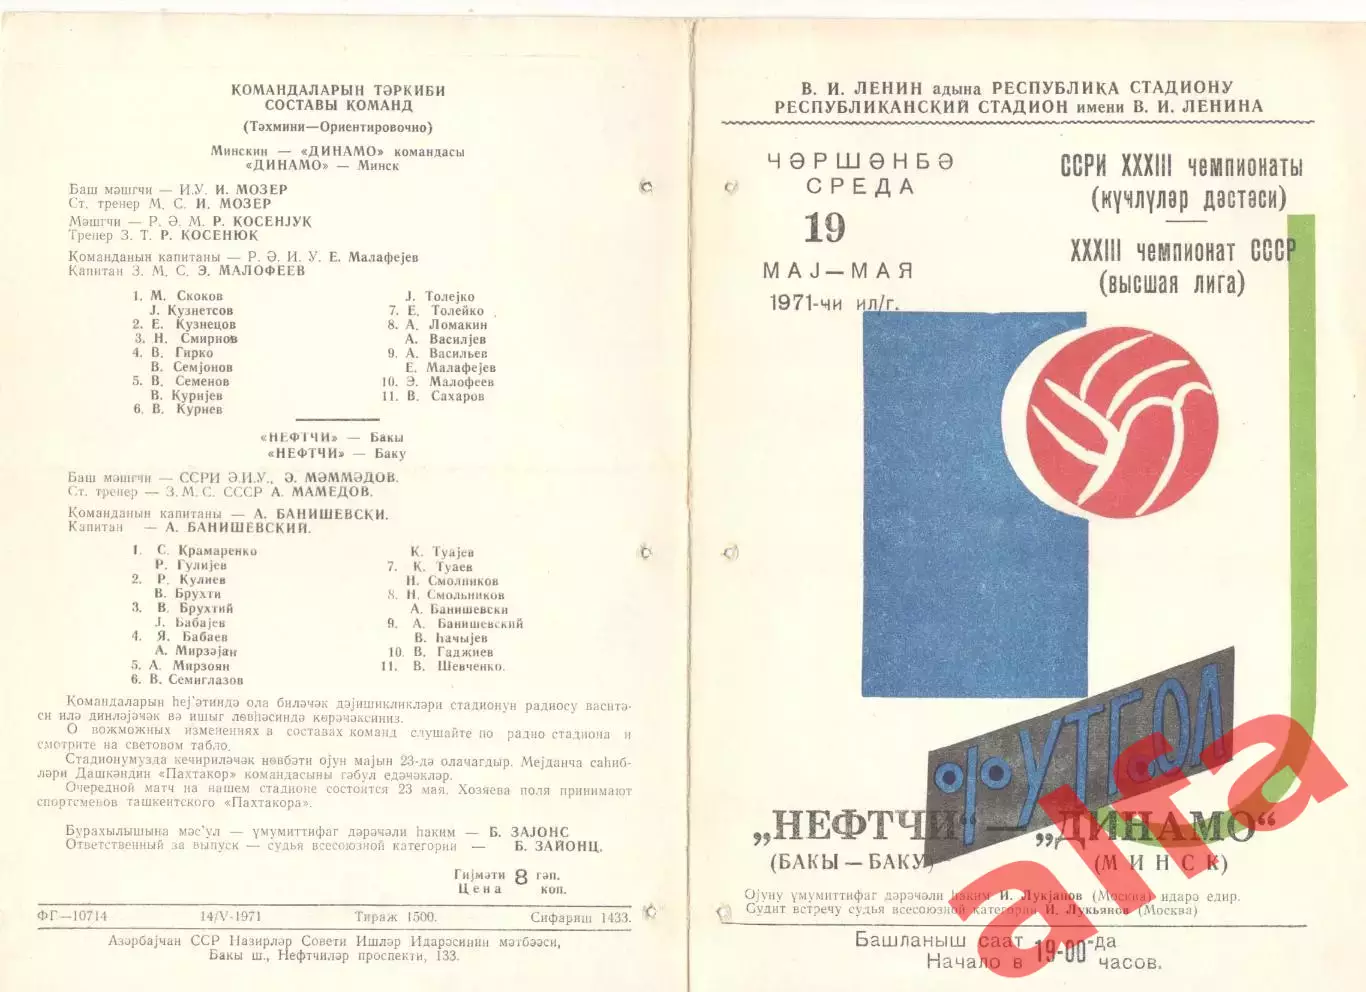 КОМАНДАЛАРЫН ТӘРКИБИ
СОСТАВЫ КОМАНД
(Тәхмини—Ориентировочно)
Минскин — «ДИНАМО» командасы
«ДИНАМО» — Минск
Баш мәшгчи — И.У. И. МОЗЕР
Ст. тренер М. С. И. МОЗЕР
Мәшгчи — Р. Ә. М. Р. КОСЕНЈУК
Тренер З. Т. Р. КОСЕНЮК
Команданын капитаны — Р. Ә. И. У. Е. Малафејев
Капитан З. М. С. Э. МАЛОФЕЕВ
1. М. Скоков
Ј. Кузнетсов
2. Е. Кузнецов
3. Н. Смирнов
4. В. Гирко
В. Семјонов
5. В. Семенов
В. Курнјев
6. В. Курнев
Ј. Толејко
7. Е. Толейко
8. А. Ломакин
А. Василјев
9. А. Васильев
Е. Малафејев
10. Э. Малофеев
11. В. Сахаров
«НЕФТЧИ» — Бакы
«НЕФТЧИ» — Баку
Баш мәшгчи — ССРИ Ә.И.У., Ә. МӘММӘДОВ.
Ст. тренер — З.М.С. СССР А. МАМЕДОВ.
Команданын капитаны — А. БАНИШЕВСКИ.
Капитан — А. БАНИШЕВСКИЙ.
1. С. Крамаренко
Р. Гулијев
2. Р. Кулиев
В. Брухти
3. В. Брухтий
Ј. Бабајев
4. Я. Бабаев
А. Мирзәјан
5. А. Мирзоян
6. В. Семиглазов
К. Туајев
7. К. Туаев
Н. Смолников
8. Н. Смольников
А. Банишевски
9. А. Банишевский
В. Һачыјев
10. В. Гаджиев
11. В. Шевченко.
Командаларын һеј'әтиндә ола биләчәк дәјишикликләри стадионун радиосу васитә-
си илә динләјәчәк вә ишыг лөвһәсиндә көрәчәксиниз.
О вожможных изменениях в составах команд слушайте по радио стадиона и
смотрите на световом табло.
Стадионумузда кечириләчәк нөвбәти ојун мајын 23-дә олачагдыр. Мејданча саһиб-
ләри Дашкәндин «Пахтакор» командасыны гәбул едәчәкләр.
Очередной матч на нашем стадионе состоится 23 мая. Хозяева поля принимают
спортсменов ташкентского «Пахтакора».
Бурахылышына мәс'ул — үмумиттифаг дәрәчәли һаким — Б. ЗАЈОНС
Ответственный за выпуск — судья всесоюзной категории — Б. ЗАЙОНЦ.
Гијмәти 8 гәп.
Цена коп.
ФГ—10714 14/V-1971 Тираж 1500. Сифариш 1433.
Азәрбајчан ССР Назирләр Совети Ишләр Идарәсинин мәтбәәси,
Бакы ш., Нефтчиләр проспекти, 133.
В. И. ЛЕНИН адына РЕСПУБЛИКА СТАДИОНУ
РЕСПУБЛИКАНСКИЙ СТАДИОН имени В. И. ЛЕНИНА
ЧӘРШӘНБӘ
СРЕДА
19
МАЈ—МАЯ
1971-чи ил/г.
ССРИ XXXIII чемпионаты
(күчлүләр дәстәси)
XXXIII чемпионат СССР
(высшая лига)
ФУТБОЛ
„НЕФТЧИ“ — „ДИНАМО“
(БАКЫ—БАКУ) (МИНСК)
Ојуну үмумиттифаг дәрәчәли һаким И. Лукјанов (Москва) идарә едир.
Судит встречу судья всесоюзной категории И. Лукьянов (Москва)
Башланыш саат 19-00-да
Начало в часов.
alfa